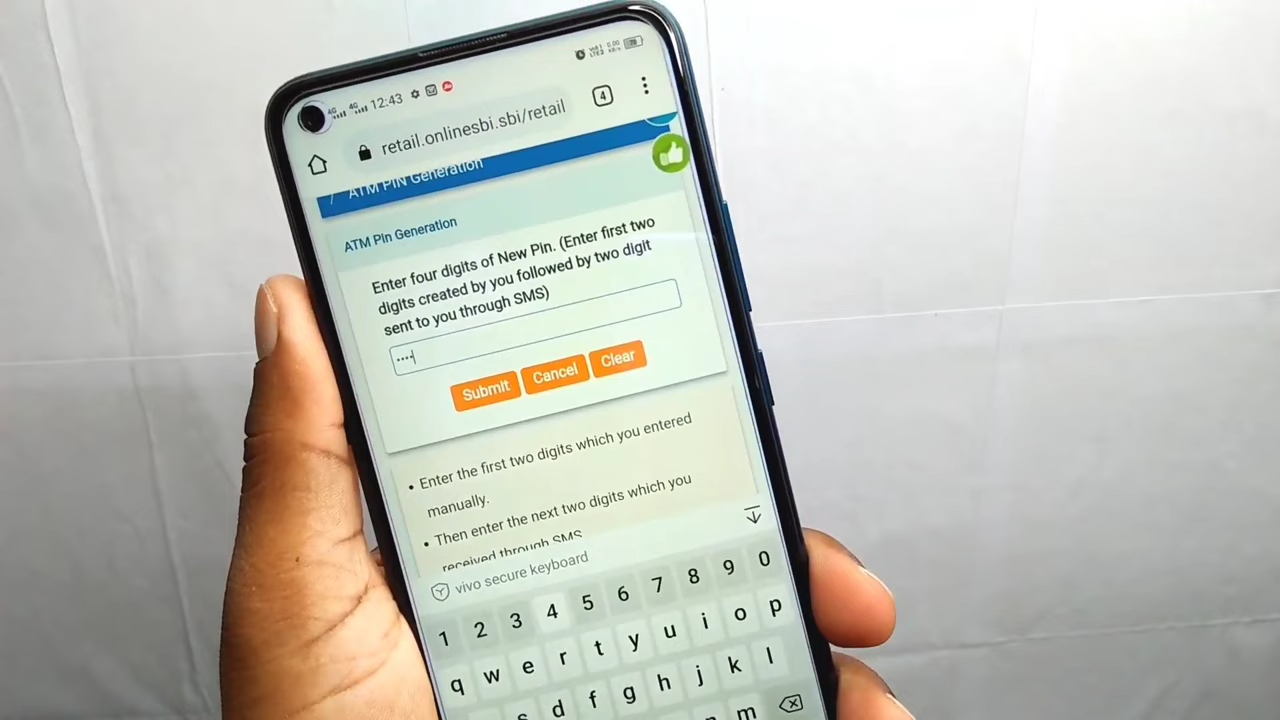 12:43
retail.onlinesbi.sbi/retail
4
/ ATM PIN Generation
ATM Pin Generation
Enter four digits of New Pin. (Enter first two
digits created by you followed by two digit
sent to you through SMS)
••••
Submit Cancel Clear
• Enter the first two digits which you entered
manually.
• Then enter the next two digits which you
received through SMS
vivo secure keyboard
1 2 3 4 5 6 7 8 9 0
q w e r t y u i o p
s d f g h j k l
n m